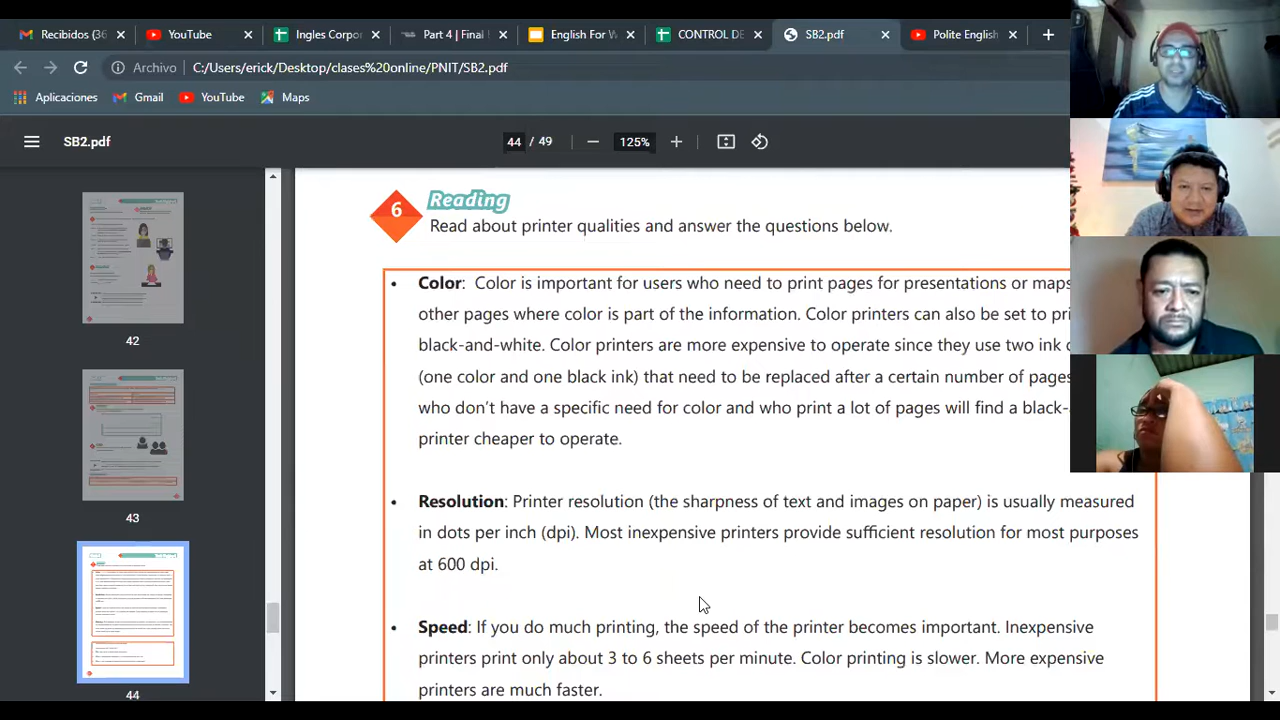 Recibidos (36
YouTube
Ingles Corpo
Part 4 | Final
English For W
CONTROL DE
SB2.pdf
Polite English
Archivo
C:/Users/erick/Desktop/clases%20online/PNIT/SB2.pdf
Aplicaciones
Gmail
YouTube
Maps
SB2.pdf
44 / 49
125%
42
43
44
6
Reading
Read about printer qualities and answer the questions below.
• Color: Color is important for users who need to print pages for presentations or maps
other pages where color is part of the information. Color printers can also be set to pri
black-and-white. Color printers are more expensive to operate since they use two ink c
(one color and one black ink) that need to be replaced after a certain number of pages
who don't have a specific need for color and who print a lot of pages will find a black-
printer cheaper to operate.
• Resolution: Printer resolution (the sharpness of text and images on paper) is usually measured
in dots per inch (dpi). Most inexpensive printers provide sufficient resolution for most purposes
at 600 dpi.
• Speed: If you do much printing, the speed of the printer becomes important. Inexpensive
printers print only about 3 to 6 sheets per minute. Color printing is slower. More expensive
printers are much faster.